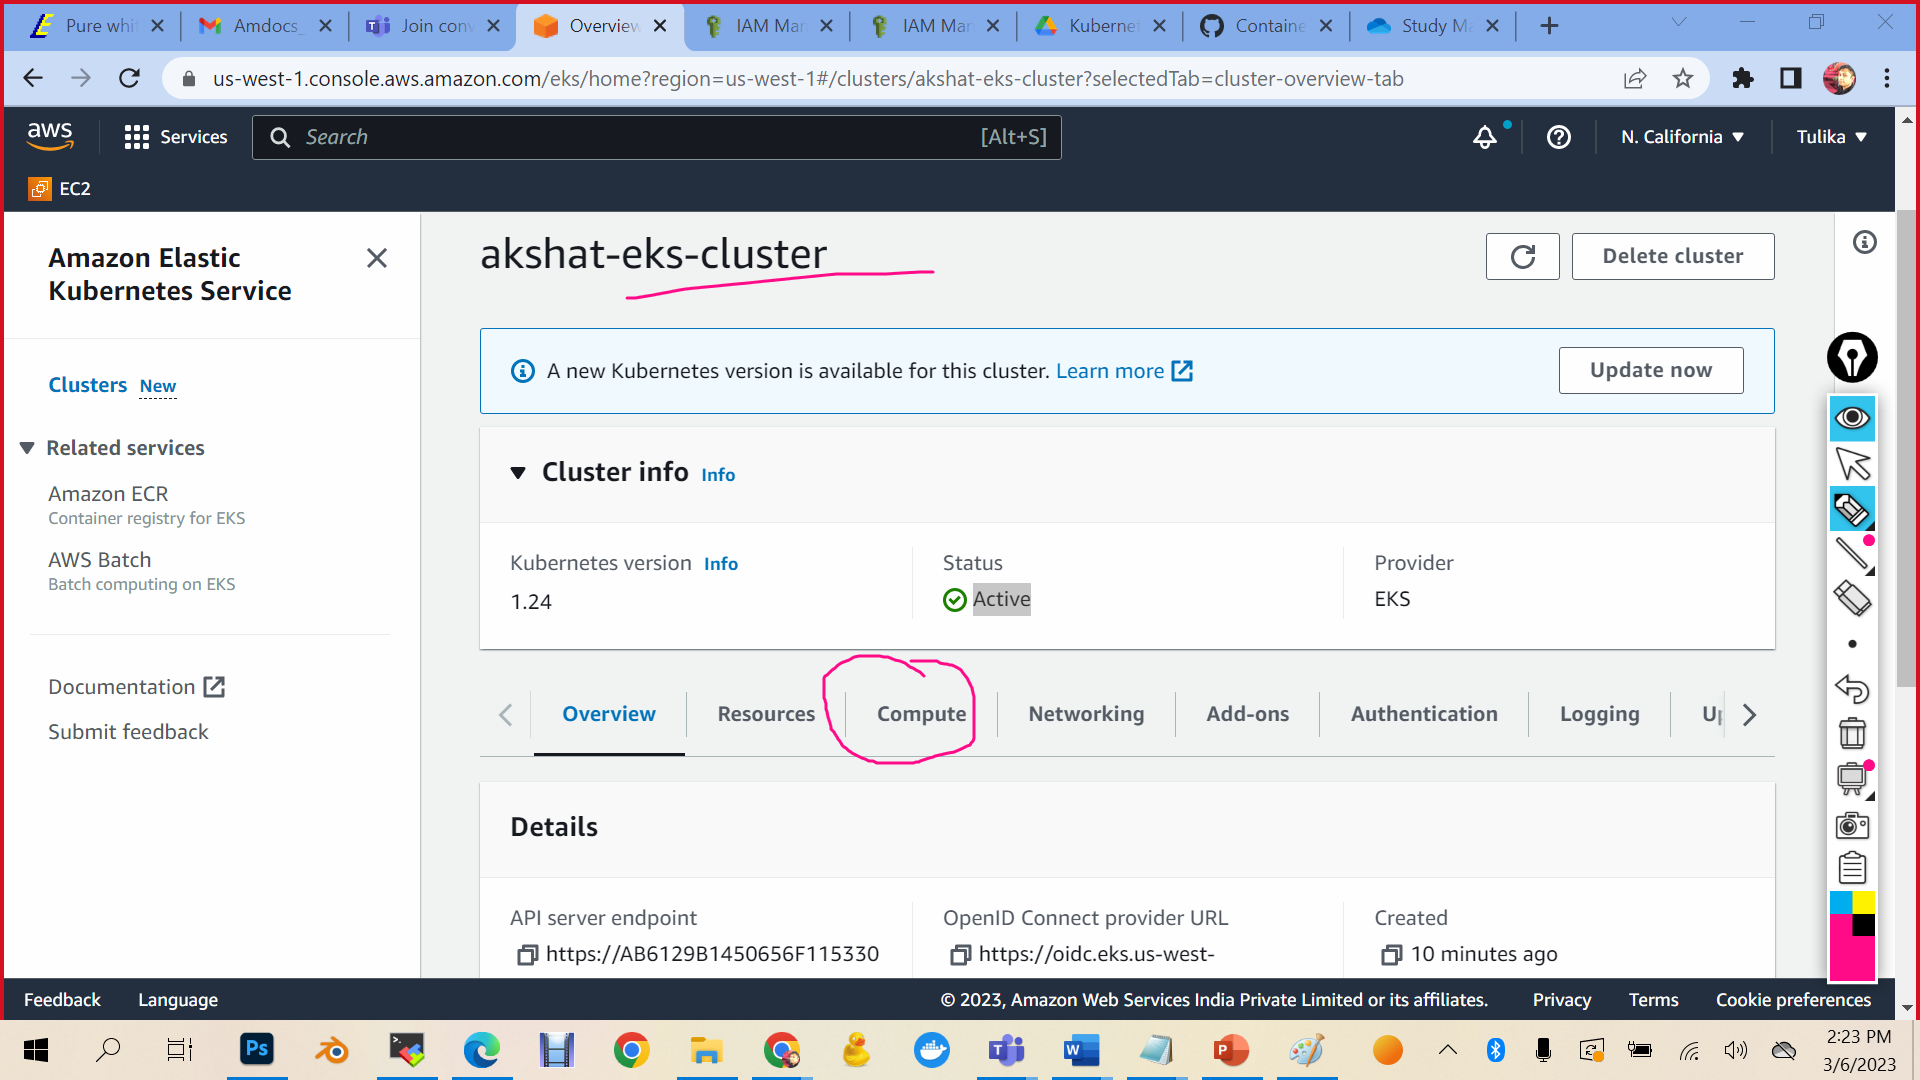 Pure whi
Amdocs_
Join con
Overview
IAM Man
IAM Man
Kuberne
Containe
Study M
us-west-1.console.aws.amazon.com/eks/home?region=us-west-1#/clusters/akshat-eks-cluster?selectedTab=cluster-overview-tab
aws
Services
Search
[Alt+S]
N. California
Tulika
EC2
Amazon Elastic
Kubernetes Service
Clusters New
Related services
Amazon ECR
Container registry for EKS
AWS Batch
Batch computing on EKS
Documentation
Submit feedback
akshat-eks-cluster
Delete cluster
A new Kubernetes version is available for this cluster. Learn more
Update now
Cluster info Info
Kubernetes version Info
1.24
Status
Active
Provider
EKS
Overview
Resources
Compute
Networking
Add-ons
Authentication
Logging
Up
Details
API server endpoint
https://AB6129B1450656F115330
OpenID Connect provider URL
https://oidc.eks.us-west-
Created
10 minutes ago
Feedback
Language
© 2023, Amazon Web Services India Private Limited or its affiliates.
Privacy
Terms
Cookie preferences
Ps
W
P
2:23 PM
3/6/2023